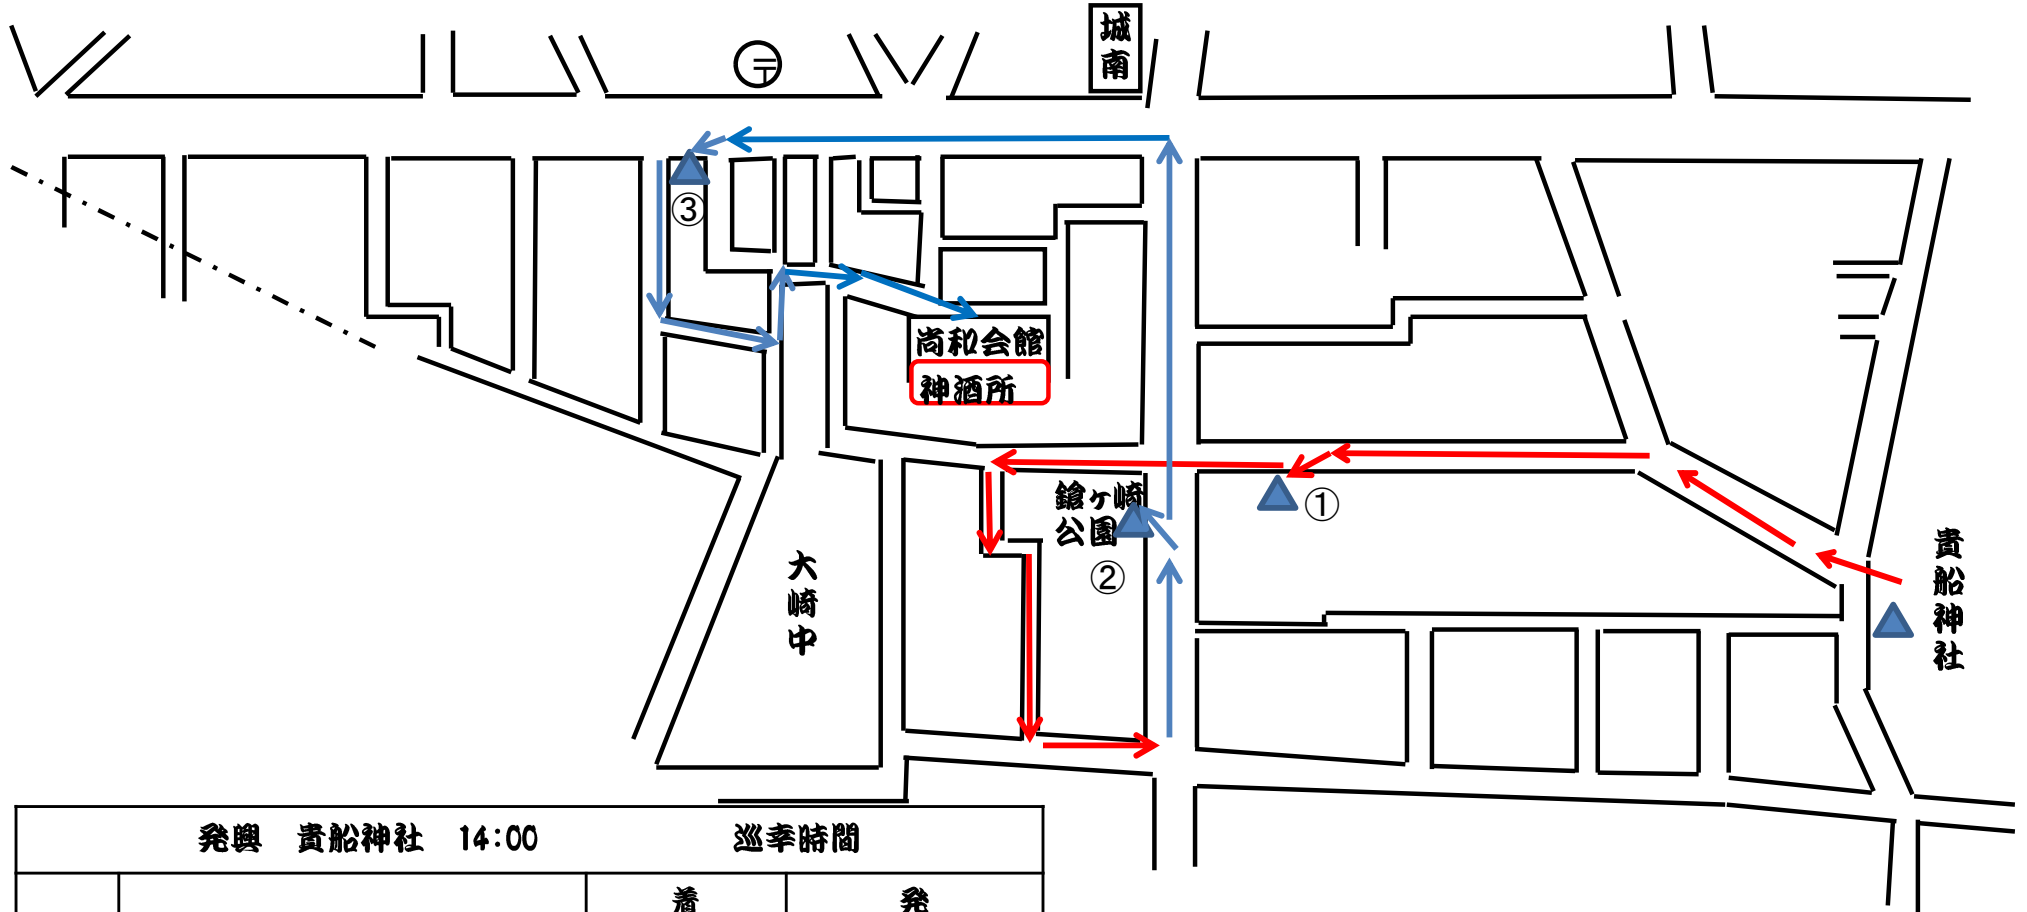 城南
〒
③
尚和会館
神酒所
鎗ヶ崎
公園
①
②
大崎中
貴船神社
発興　貴船神社　14:00　巡幸時間
着　発